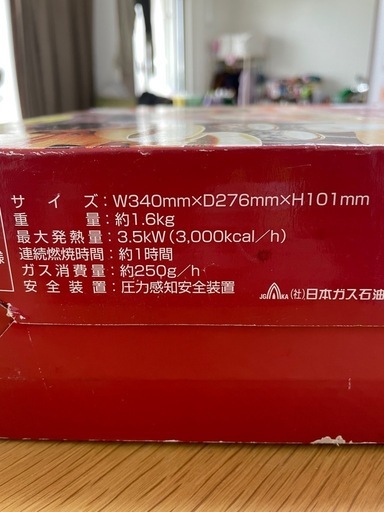 サイズ：W340mm×D276mm×H101mm
重量：約1.6kg
最大発熱量：3.5kW（3,000kcal／h）
連続燃焼時間：約1時間
ガス消費量：約250g／h
安全装置：圧力感知安全装置
様
JGKA（社）日本ガス石油